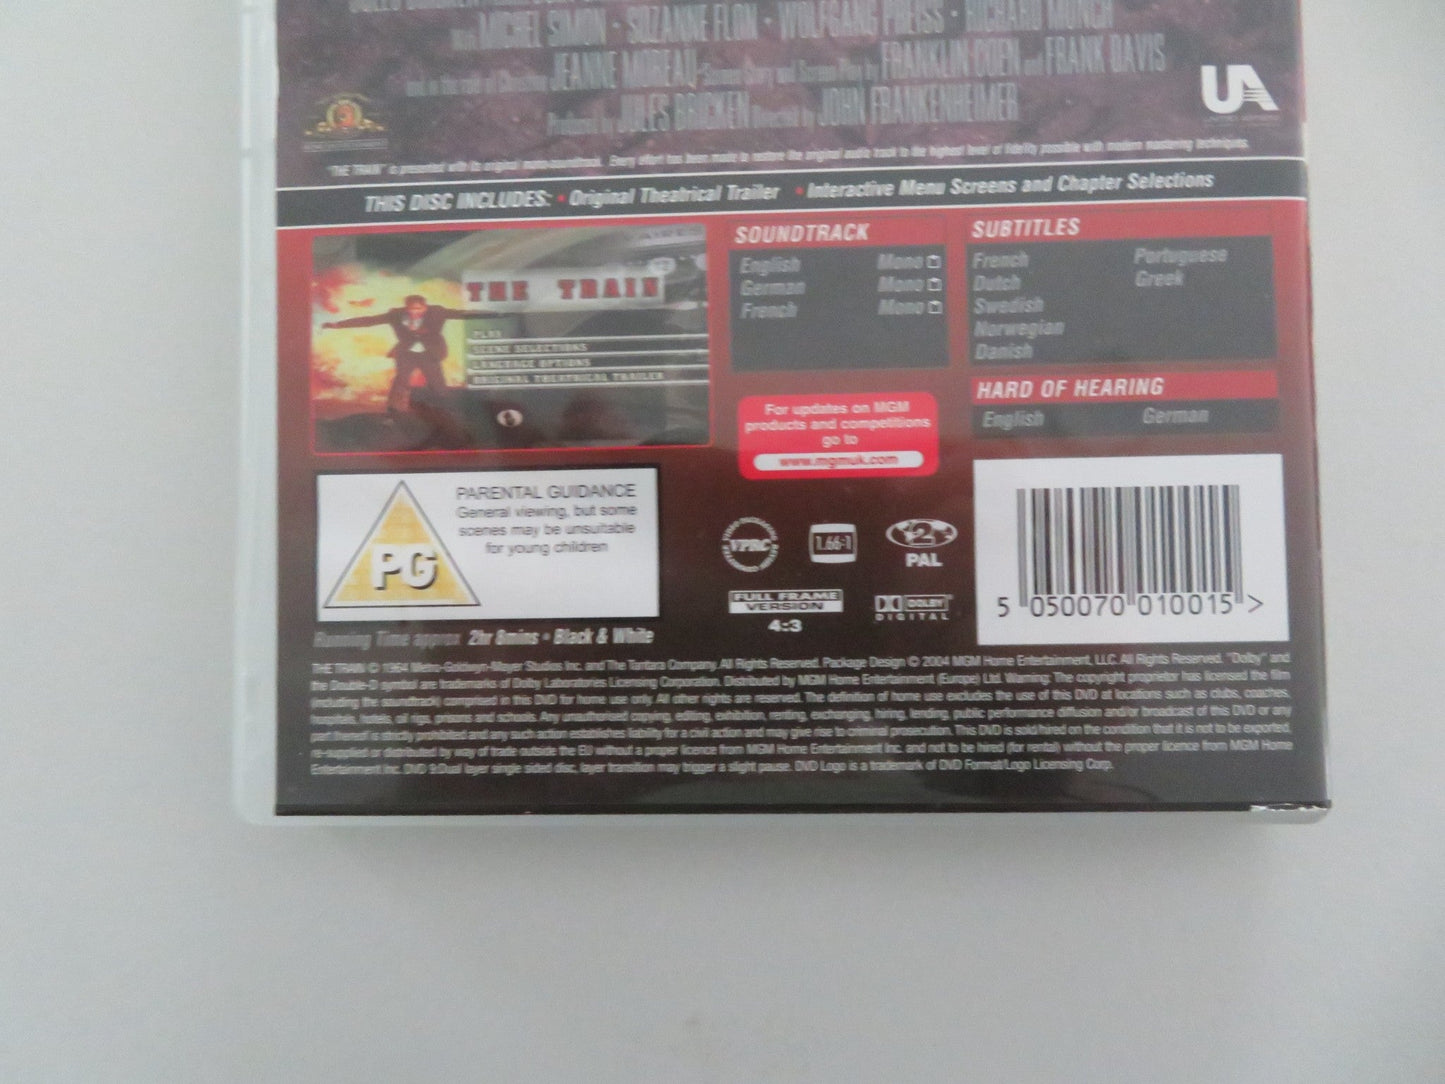 With MICHEL SIMON • SUZANNE FLON • WOLFGANG PREISS • RICHARD MUNCH
And, in the role of Christine JEANNE MOREAU Screen Story and Screen Play by FRANKLIN COEN and FRANK DAVIS
Produced by JULES BRICKEN Directed by JOHN FRANKENHEIMER
UA
"THE TRAIN" is presented with its original mono soundtrack. Every effort has been made to restore the original audio track to the highest level of fidelity possible with modern mastering techniques.
THIS DISC INCLUDES: • Original Theatrical Trailer • Interactive Menu Screens and Chapter Selections
THE TRAIN
PLAY
SCENE SELECTIONS
LANGUAGE OPTIONS
ORIGINAL THEATRICAL TRAILER
SOUNDTRACK
English Mono
German Mono
French Mono
SUBTITLES
French Portuguese
Dutch Greek
Swedish
Norwegian
Danish
HARD OF HEARING
English German
For updates on MGM
products and competitions
go to
www.mgmuk.com
PARENTAL GUIDANCE
General viewing, but some
scenes may be unsuitable
for young children
PG
VPRC
1.66-1
2
PAL
FULL FRAME
VERSION
4:3
DOLBY
DIGITAL
5 050070 010015 >
Running Time approx 2hr 8mins • Black & White
THE TRAIN © 1964 Metro-Goldwyn-Mayer Studios Inc. and The Tantara Company. All Rights Reserved. Package Design © 2004 MGM Home Entertainment, LLC. All Rights Reserved. "Dolby" and
the Double-D symbol are trademarks of Dolby Laboratories Licensing Corporation. Distributed by MGM Home Entertainment (Europe) Ltd. Warning: The copyright proprietor has licensed the film
(including the soundtrack) comprised in this DVD for home use only. All other rights are reserved. The definition of home use excludes the use of this DVD at locations such as clubs, coaches,
hospitals, hotels, oil rigs, prisons and schools. Any unauthorised copying, editing, exhibition, renting, exchanging, hiring, lending, public performance diffusion and/or broadcast of this DVD or any
part thereof is strictly prohibited and any such action establishes liability for a civil action and may give rise to criminal prosecution. This DVD is sold/hired on the condition that it is not to be exported,
re-supplied or distributed by way of trade outside the EU without a proper licence from MGM Home Entertainment Inc. and not to be hired (for rental) without the proper licence from MGM Home
Entertainment Inc. DVD 9:Dual layer single sided disc, layer transition may trigger a slight pause. DVD Logo is a trademark of DVD Format/Logo Licensing Corp.